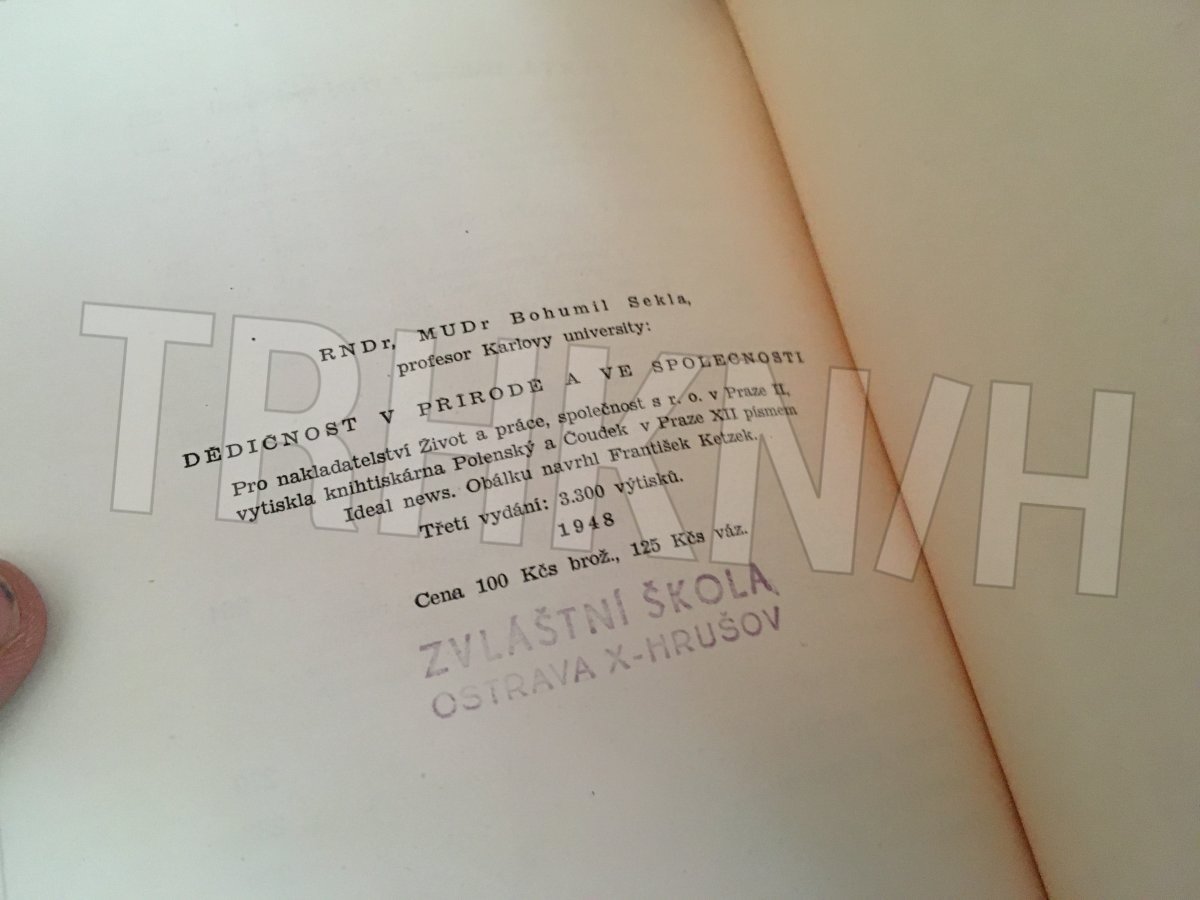 RNDr, MUDr Bohumil Sekla,
profesor Karlovy university:
DĚDIČNOST V PŘÍRODĚ A VE SPOLEČNOSTI
Pro nakladatelství Život a práce, společnost s r. o. v Praze II,
vytiskla knihtiskárna Polenský a Čoudek v Praze XII písmem
Ideal news. Obálku navrhl František Ketzek.
Třetí vydání: 3.300 výtisků.
1948
Cena 100 Kčs brož., 125 Kčs váz.
ZVLÁŠTNÍ ŠKOLA
OSTRAVA X-HRUŠOV
TRHKNIH